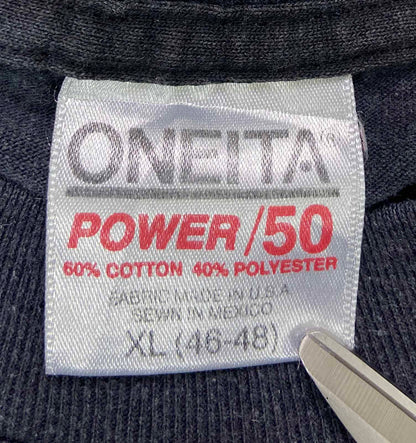 ONEITA
POWER/50
60% COTTON 40% POLYESTER
FABRIC MADE IN U.S.A
SEWN IN MEXICO
XL (46-48)